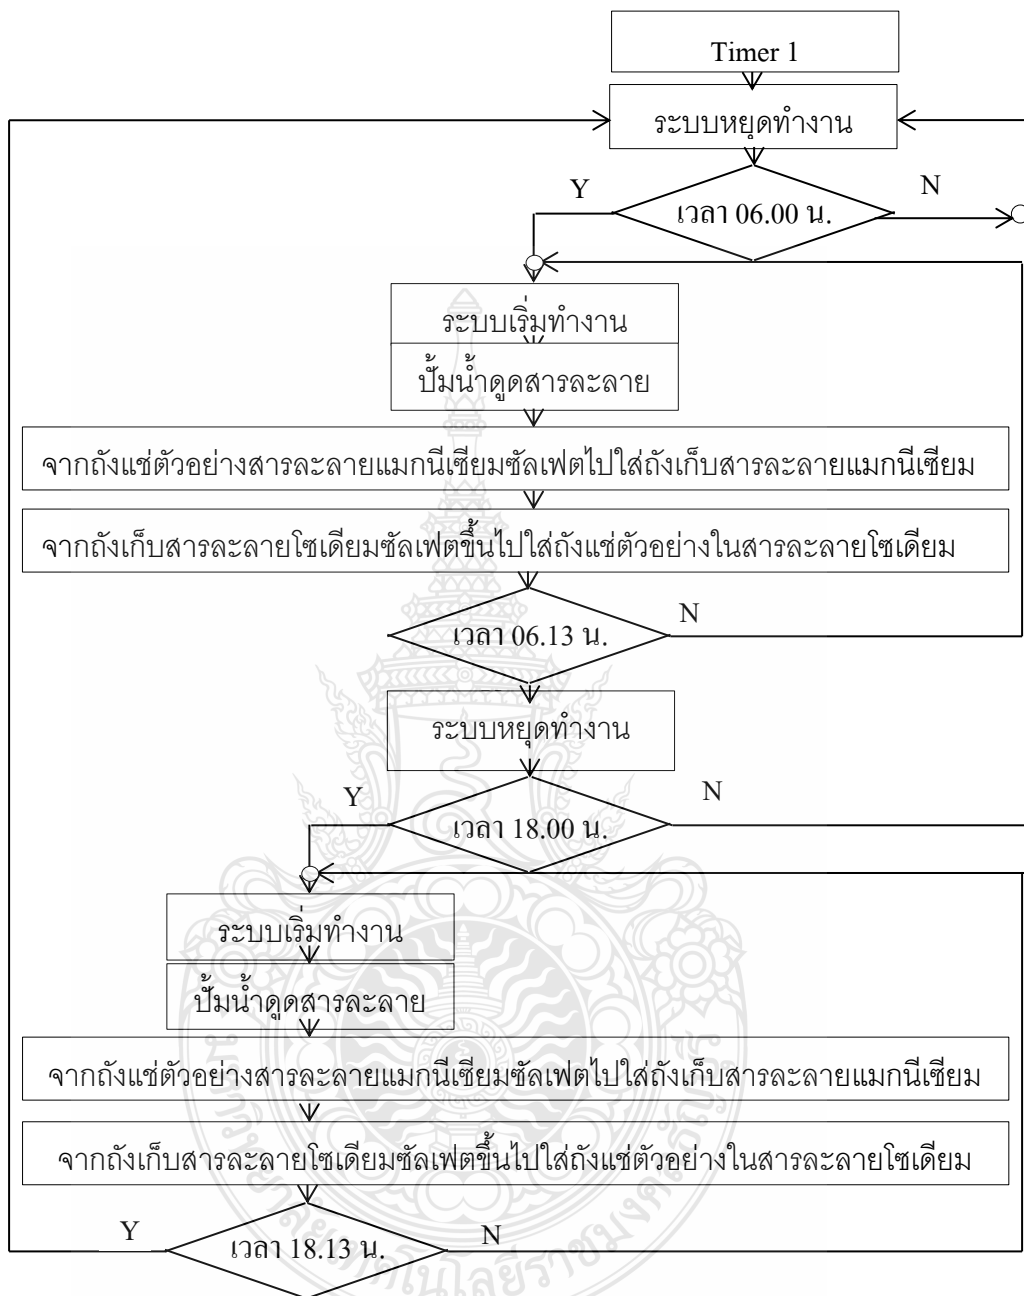 Timer 1
ระบบหยุดทำงาน
Y
N
เวลา 06.00 น.
ระบบเริ่มทำงาน
ปั้มน้ำดูดสารละลาย
จากถังแช่ตัวอย่างสารละลายแมกนีเซียมซัลเฟตไปใส่ถังเก็บสารละลายแมกนีเซียม
จากถังเก็บสารละลายโซเดียมซัลเฟตขึ้นไปใส่ถังแช่ตัวอย่างในสารละลายโซเดียม
N
เวลา 06.13 น.
ระบบหยุดทำงาน
Y
N
เวลา 18.00 น.
ระบบเริ่มทำงาน
ปั้มน้ำดูดสารละลาย
จากถังแช่ตัวอย่างสารละลายแมกนีเซียมซัลเฟตไปใส่ถังเก็บสารละลายแมกนีเซียม
จากถังเก็บสารละลายโซเดียมซัลเฟตขึ้นไปใส่ถังแช่ตัวอย่างในสารละลายโซเดียม
Y
N
เวลา 18.13 น.